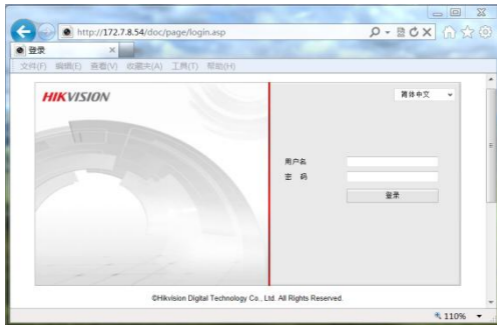 http://172.7.8.54/doc/page/login.asp
登录
文件(F) 编辑(E) 查看(V) 收藏夹(A) 工具(T) 帮助(H)
HIKVISION
简体中文
用户名
密 码
登录
©Hikvision Digital Technology Co., Ltd. All Rights Reserved.
110%